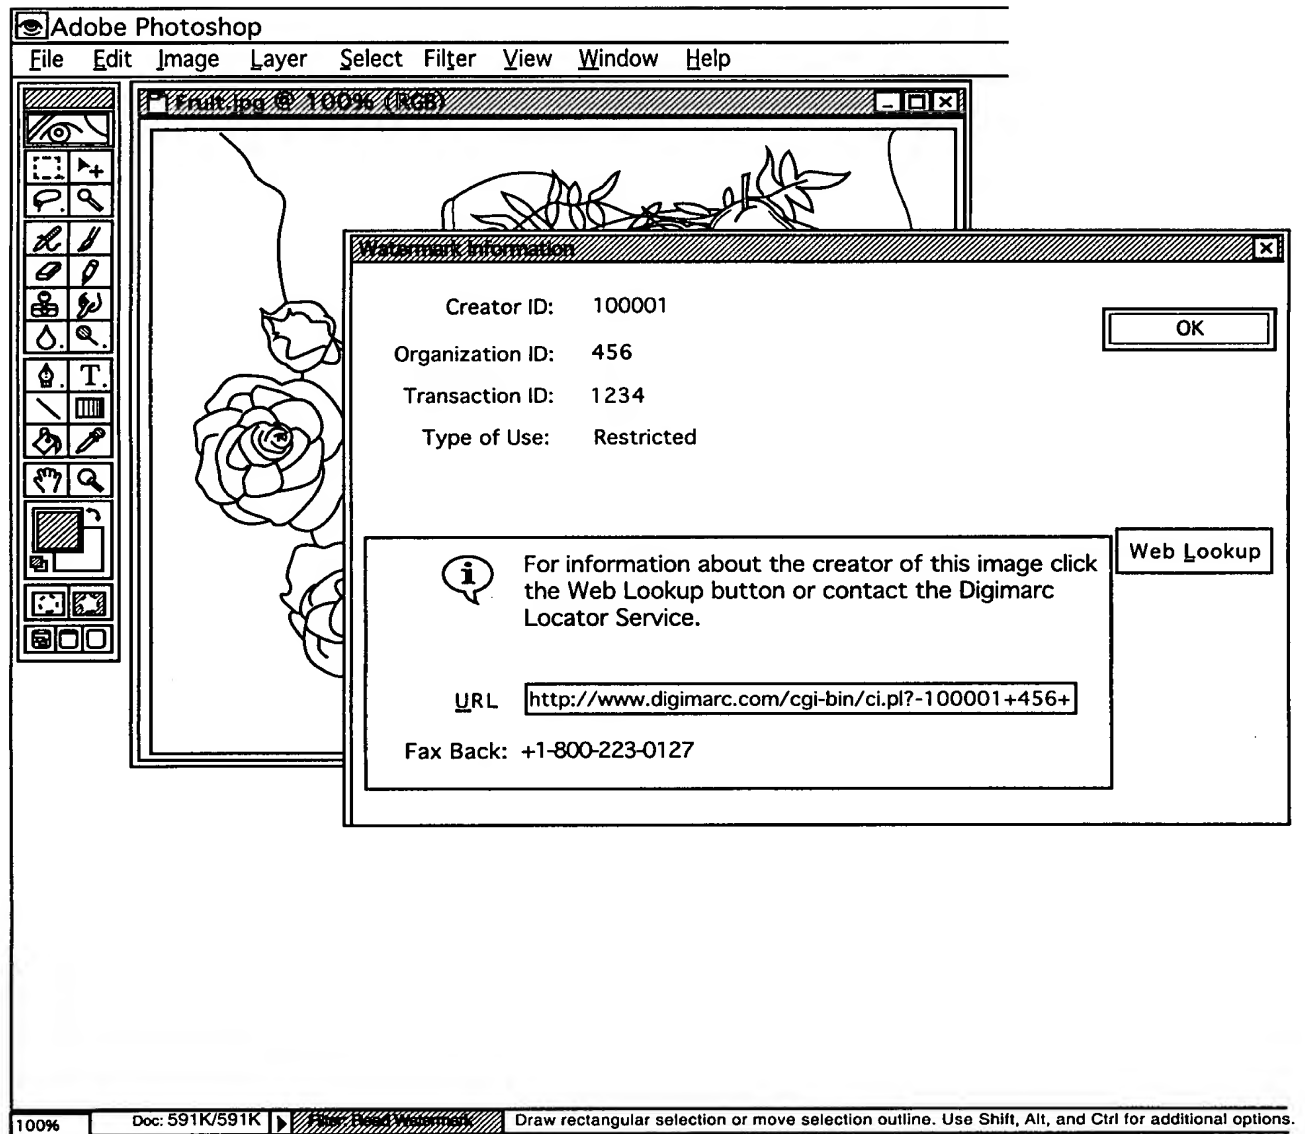 Adobe Photoshop
File Edit Image Layer Select Filter View Window Help
Fruit.jpg @ 100% (RGB)
Watermark Information
Creator ID: 100001
OK
Organization ID: 456
Transaction ID: 1234
Type of Use: Restricted
For information about the creator of this image click
the Web Lookup button or contact the Digimarc
Locator Service.
Web Lookup
URL http://www.digimarc.com/cgi-bin/ci.pl?-100001+456+
Fax Back: +1-800-223-0127
T
100% Doc: 591K/591K Filter: Read Watermark Draw rectangular selection or move selection outline. Use Shift, Alt, and Ctrl for additional options.